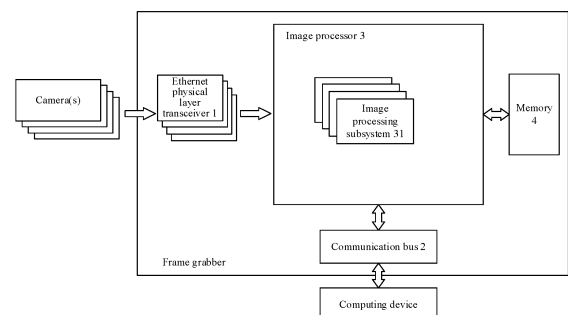 Image processor 3
Ethernet
physical
layer
transceiver 1
Camera(s)
Image
processing
subsystem 31
Memory
4
Communication bus 2
Frame grabber
Computing device